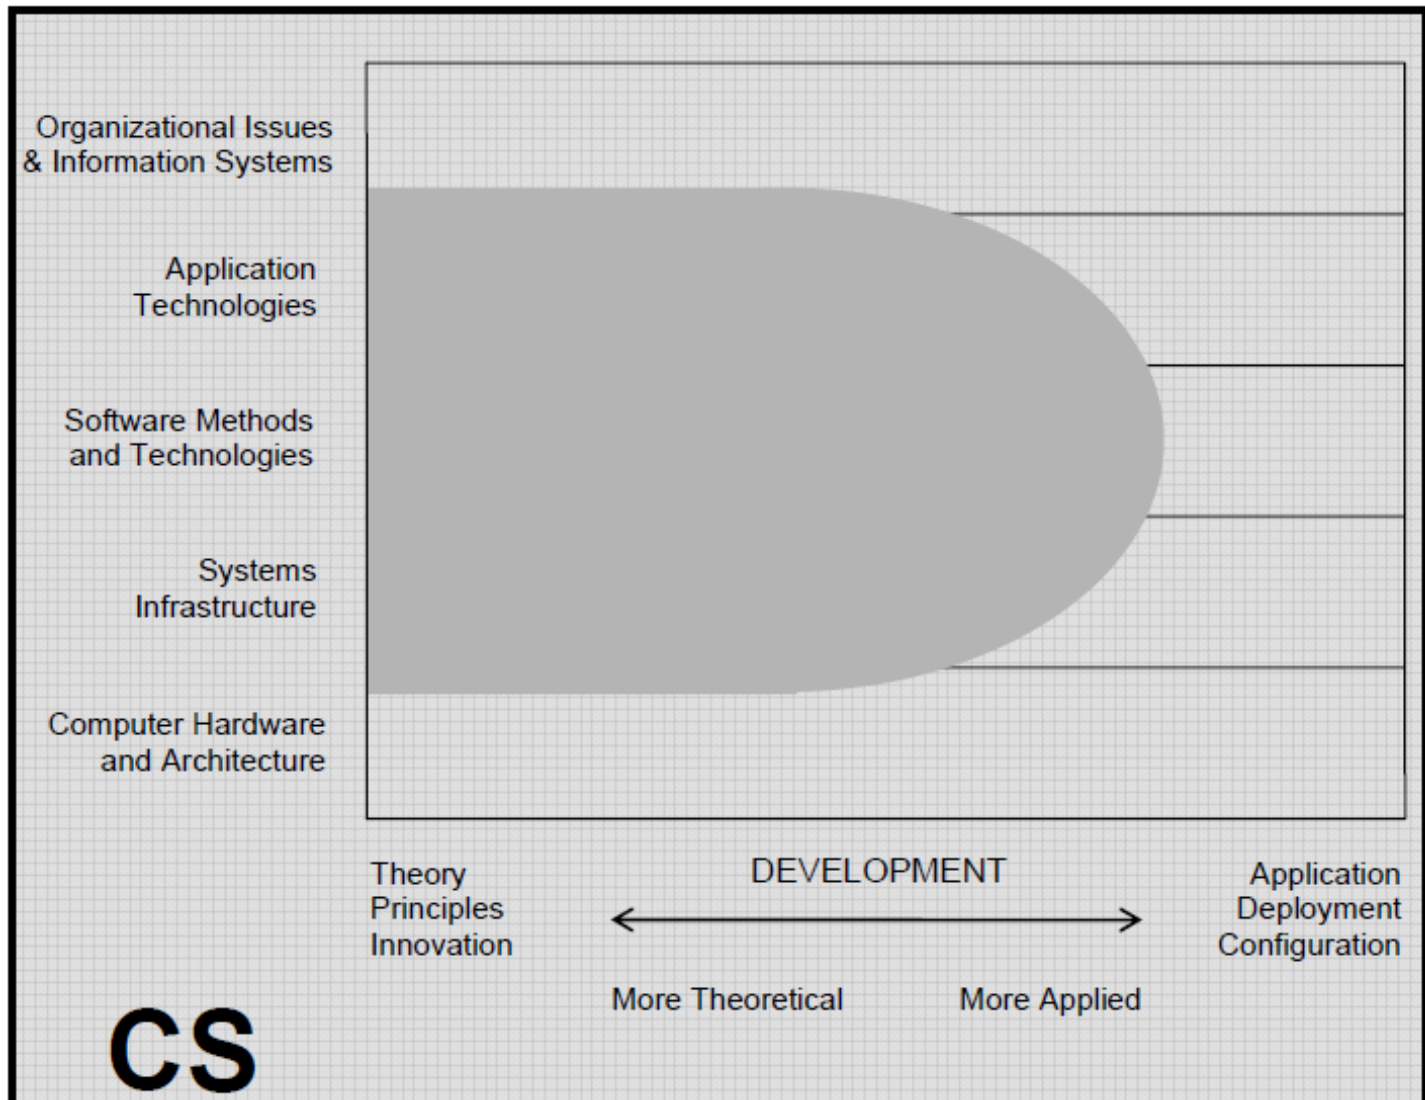 Organizational Issues
& Information Systems
Application
Technologies
Software Methods
and Technologies
Systems
Infrastructure
Computer Hardware
and Architecture
Theory
Principles
Innovation
DEVELOPMENT
Application
Deployment
Configuration
More Theoretical
More Applied
CS